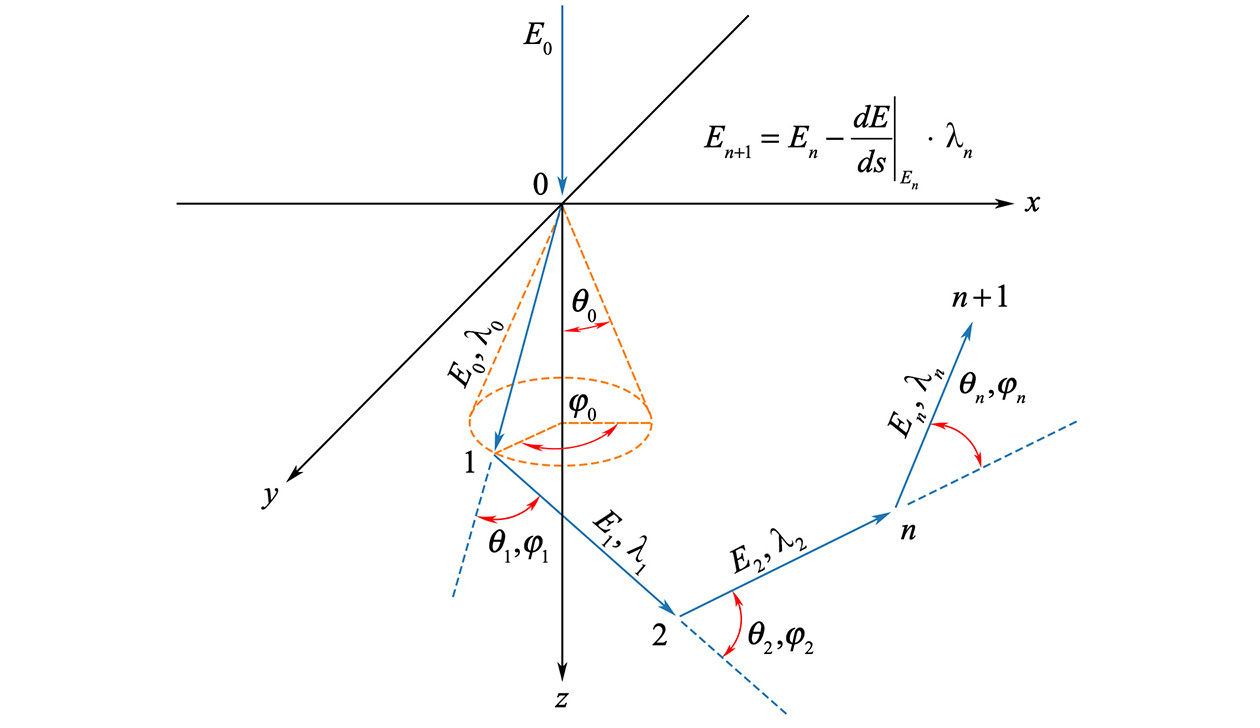 E₀
Eₙ₊₁ = Eₙ − dE/ds|Eₙ · λₙ
0
x
θ₀
n+1
E₀, λ₀
θₙ,φₙ
Eₙ, λₙ
φ₀
1
y
E₁, λ₁
n
θ₁,φ₁
E₂, λ₂
2
θ₂,φ₂
z